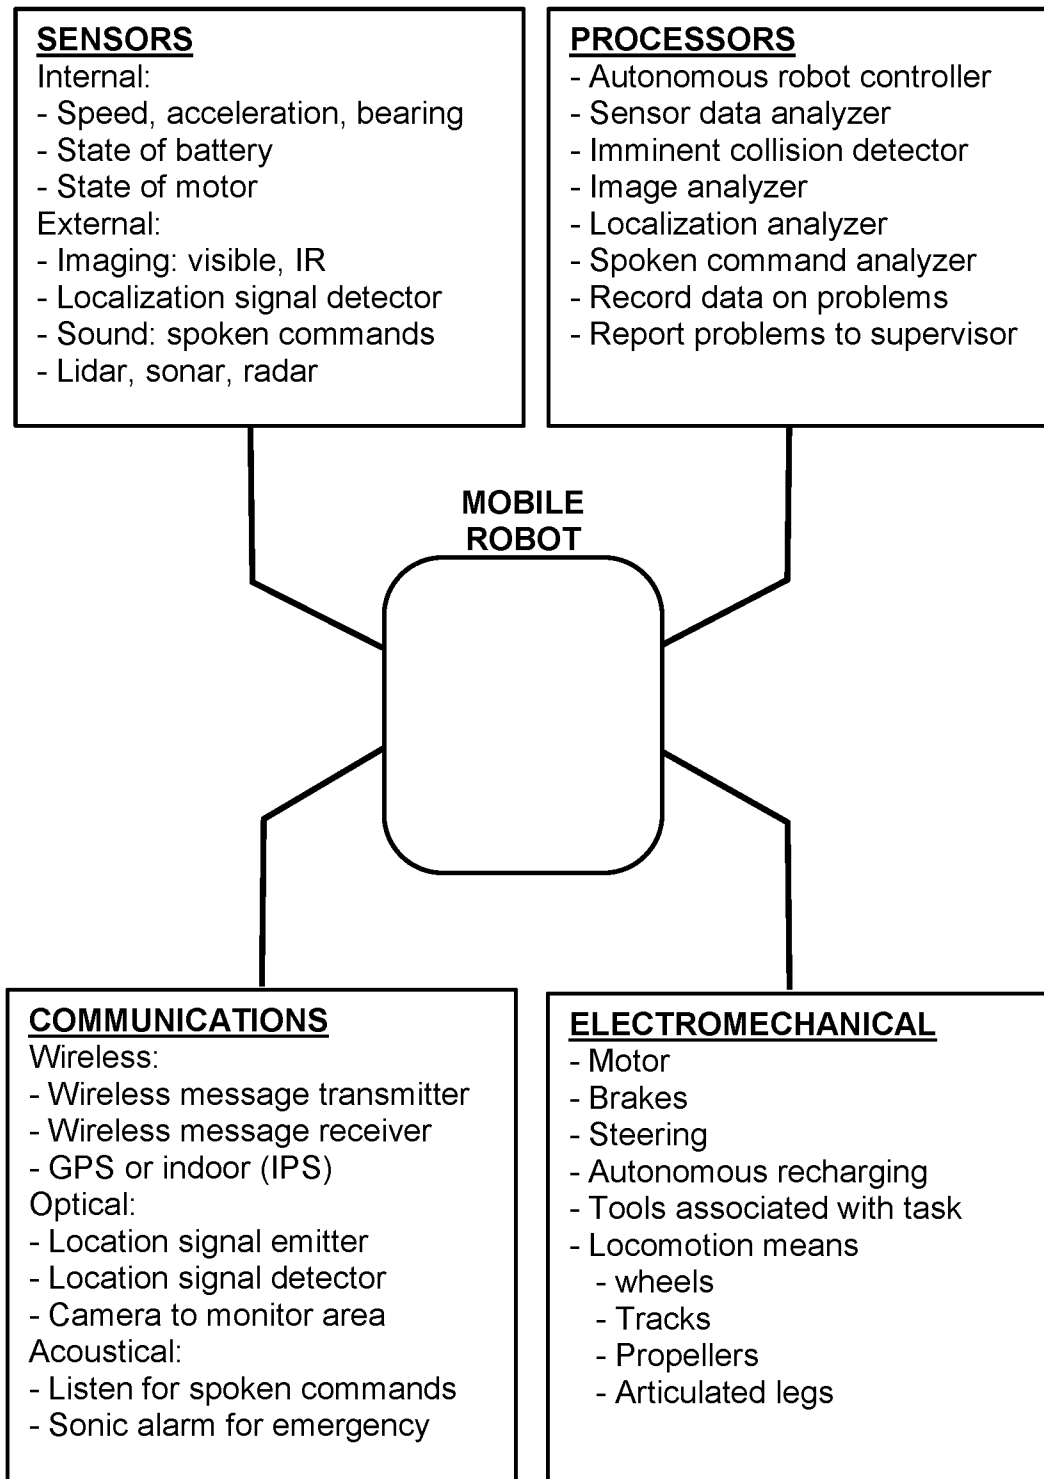 SENSORS
Internal:
- Speed, acceleration, bearing
- State of battery
- State of motor
External:
- Imaging: visible, IR
- Localization signal detector
- Sound: spoken commands
- Lidar, sonar, radar
PROCESSORS
- Autonomous robot controller
- Sensor data analyzer
- Imminent collision detector
- Image analyzer
- Localization analyzer
- Spoken command analyzer
- Record data on problems
- Report problems to supervisor
MOBILE
ROBOT
COMMUNICATIONS
Wireless:
- Wireless message transmitter
- Wireless message receiver
- GPS or indoor (IPS)
Optical:
- Location signal emitter
- Location signal detector
- Camera to monitor area
Acoustical:
- Listen for spoken commands
- Sonic alarm for emergency
ELECTROMECHANICAL
- Motor
- Brakes
- Steering
- Autonomous recharging
- Tools associated with task
- Locomotion means
- wheels
- Tracks
- Propellers
- Articulated legs